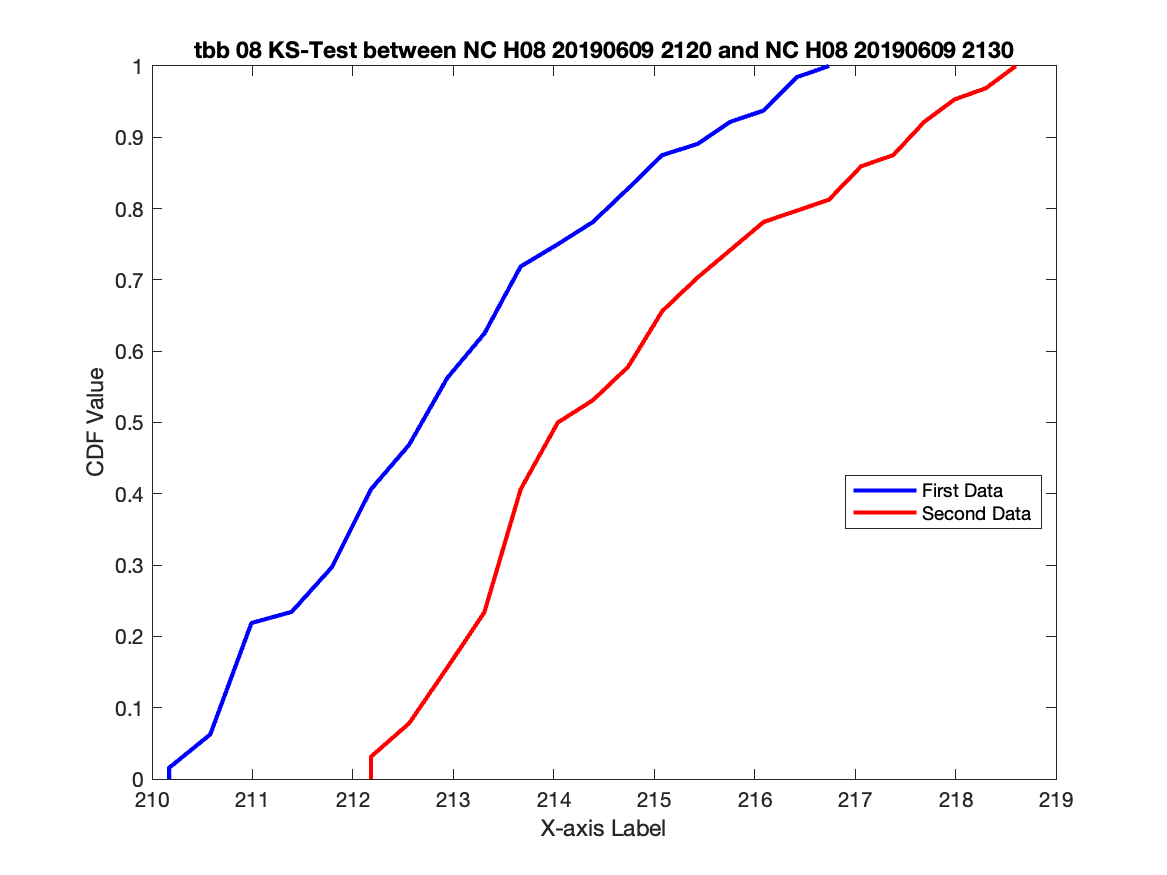 tbb 08 KS-Test between NC H08 20190609 2120 and NC H08 20190609 2130
1
0.9
0.8
0.7
0.6
0.5
0.4
0.3
0.2
0.1
0
CDF Value
First Data
Second Data
210 211 212 213 214 215 216 217 218 219
X-axis Label